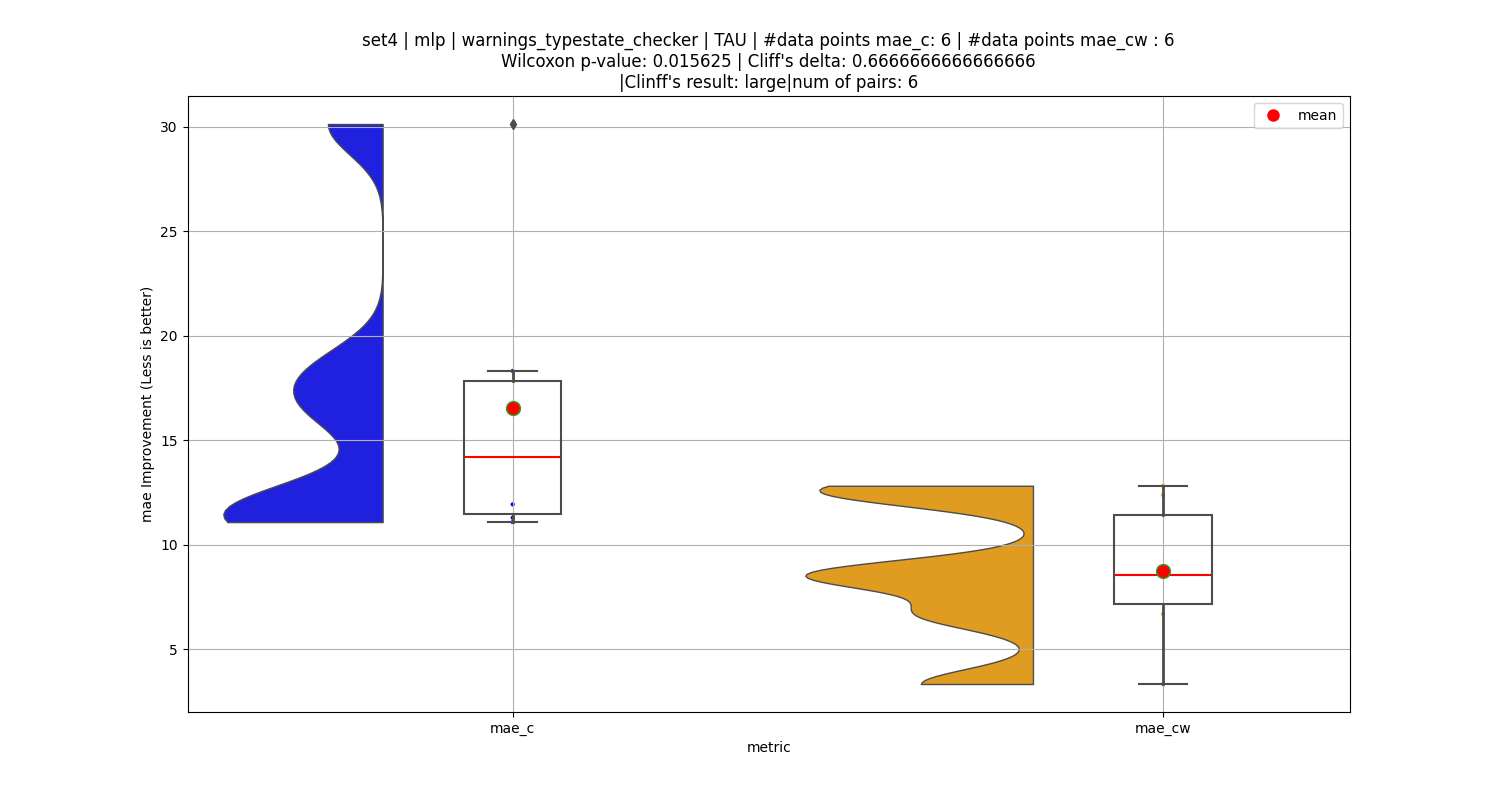 set4 | mlp | warnings_typestate_checker | TAU | #data points mae_c: 6 | #data points mae_cw : 6
Wilcoxon p-value: 0.015625 | Cliff's delta: 0.6666666666666666
|Clinff's result: large|num of pairs: 6
mean
30
25
20
15
10
5
mae Improvement (Less is better)
mae_c
mae_cw
metric